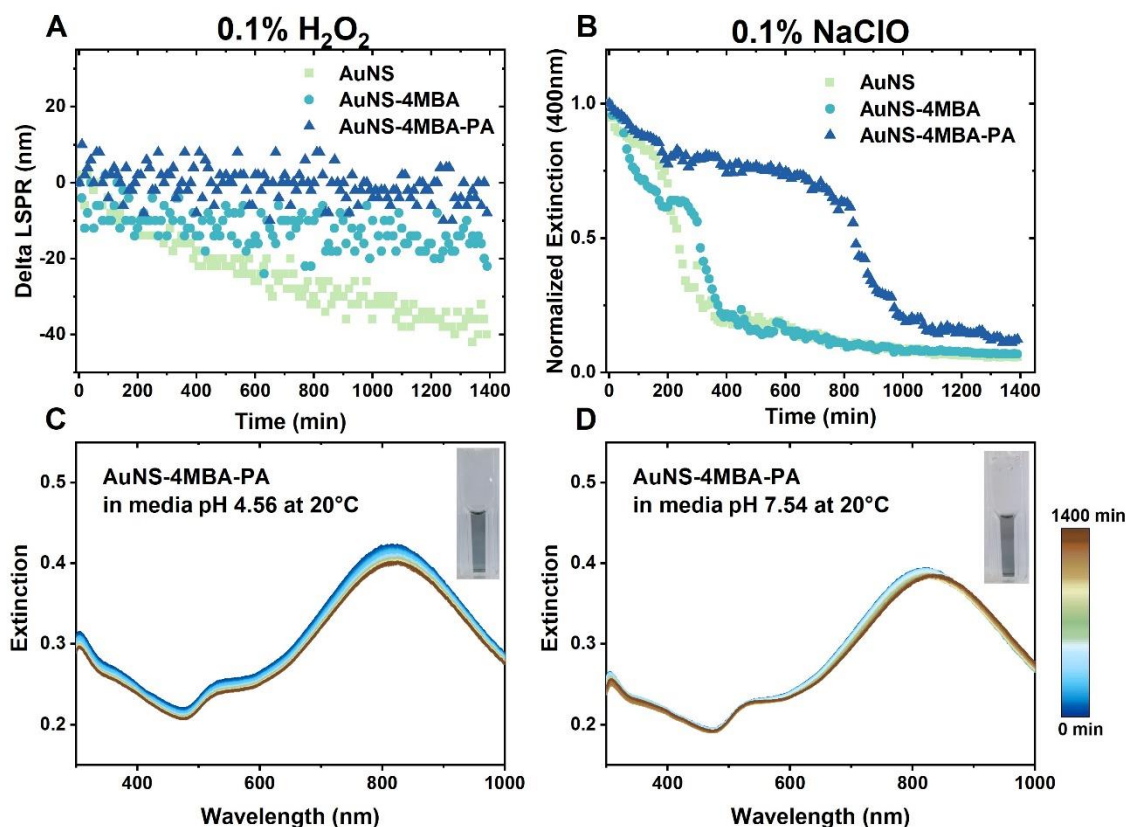 A
0.1% H₂O₂
AuNS
AuNS-4MBA
AuNS-4MBA-PA
Delta LSPR (nm)
20
0
-20
-40
0 200 400 600 800 1000 1200 1400
Time (min)
B
0.1% NaClO
AuNS
AuNS-4MBA
AuNS-4MBA-PA
Normalized Extinction (400nm)
1.0
0.5
0.0
0 200 400 600 800 1000 1200 1400
Time (min)
C
AuNS-4MBA-PA
in media pH 4.56 at 20°C
Extinction
0.5
0.4
0.3
0.2
400 600 800 1000
Wavelength (nm)
D
AuNS-4MBA-PA
in media pH 7.54 at 20°C
Extinction
0.5
0.4
0.3
0.2
400 600 800 1000
Wavelength (nm)
1400 min
0 min